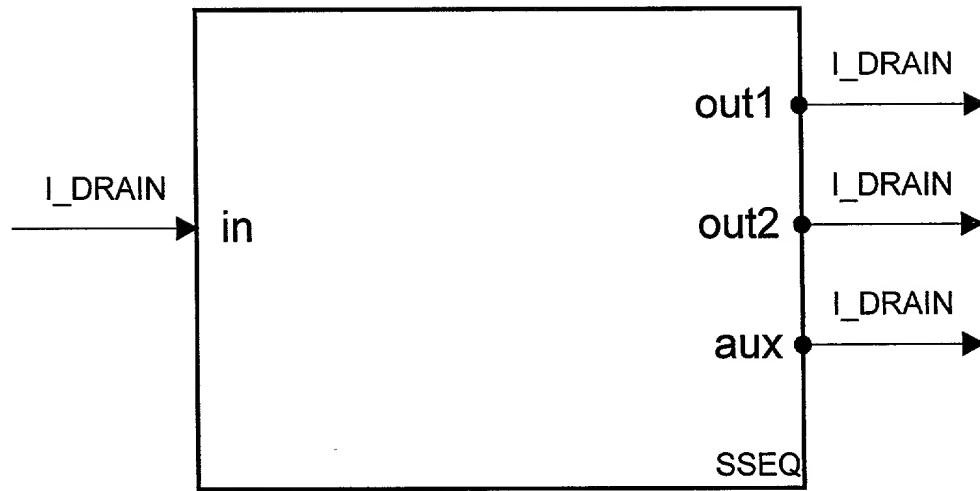 I_DRAIN
out1
I_DRAIN
in
I_DRAIN
out2
I_DRAIN
aux
SSEQ